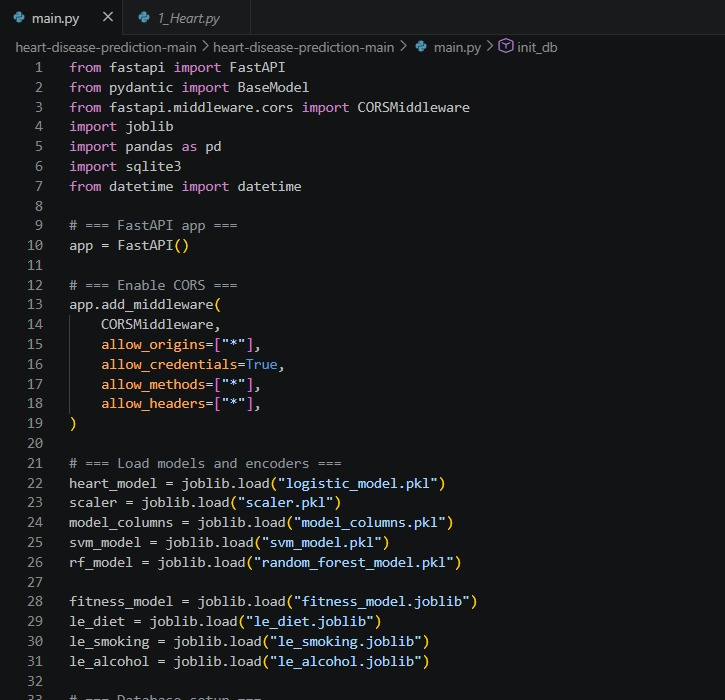 main.py × 1_Heart.py
heart-disease-prediction-main > heart-disease-prediction-main > main.py > init_db
1 from fastapi import FastAPI
2 from pydantic import BaseModel
3 from fastapi.middleware.cors import CORSMiddleware
4 import joblib
5 import pandas as pd
6 import sqlite3
7 from datetime import datetime
8
9 # === FastAPI app ===
10 app = FastAPI()
11
12 # === Enable CORS ===
13 app.add_middleware(
14     CORSMiddleware,
15     allow_origins=["*"],
16     allow_credentials=True,
17     allow_methods=["*"],
18     allow_headers=["*"],
19 )
20
21 # === Load models and encoders ===
22 heart_model = joblib.load("logistic_model.pkl")
23 scaler = joblib.load("scaler.pkl")
24 model_columns = joblib.load("model_columns.pkl")
25 svm_model = joblib.load("svm_model.pkl")
26 rf_model = joblib.load("random_forest_model.pkl")
27
28 fitness_model = joblib.load("fitness_model.joblib")
29 le_diet = joblib.load("le_diet.joblib")
30 le_smoking = joblib.load("le_smoking.joblib")
31 le_alcohol = joblib.load("le_alcohol.joblib")
32
33 # === Database setup ===